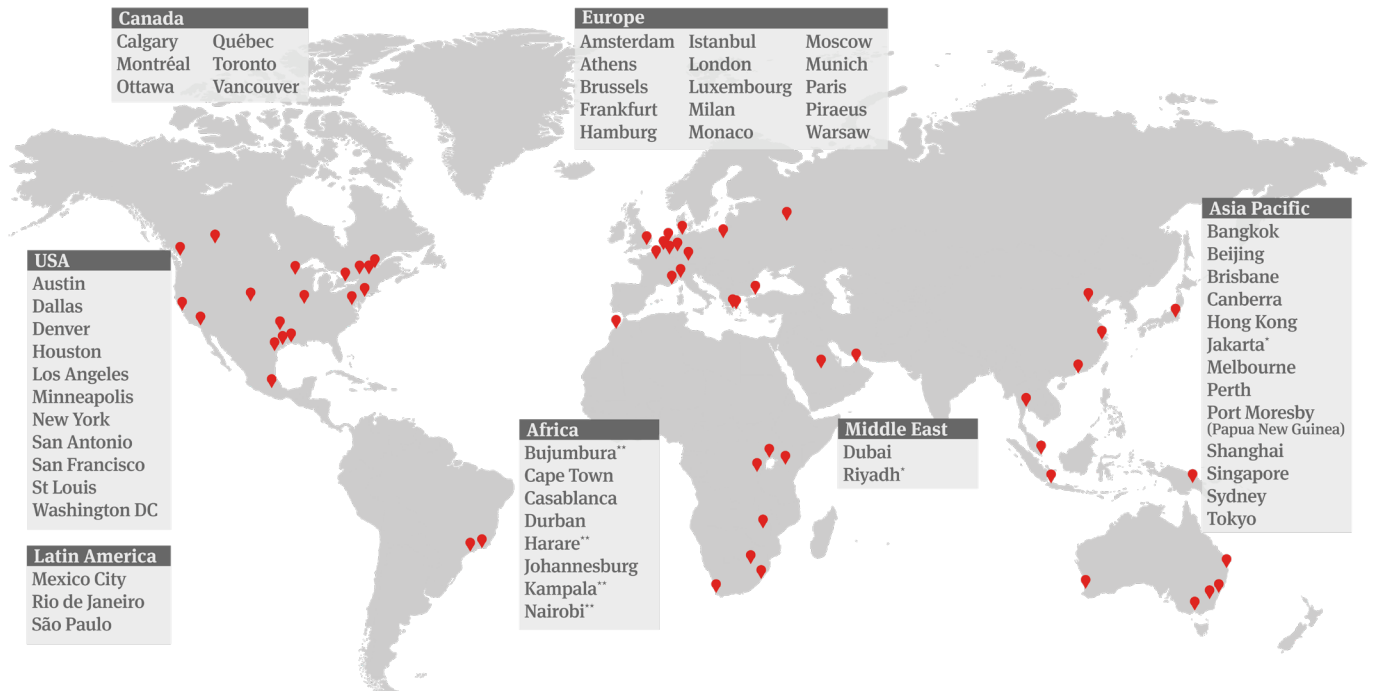 Canada
Calgary Québec
Montréal Toronto
Ottawa Vancouver
Europe
Amsterdam Istanbul Moscow
Athens London Munich
Brussels Luxembourg Paris
Frankfurt Milan Piraeus
Hamburg Monaco Warsaw
USA
Austin
Dallas
Denver
Houston
Los Angeles
Minneapolis
New York
San Antonio
San Francisco
St Louis
Washington DC
Latin America
Mexico City
Rio de Janeiro
São Paulo
Africa
Bujumbura**
Cape Town
Casablanca
Durban
Harare**
Johannesburg
Kampala**
Nairobi**
Middle East
Dubai
Riyadh*
Asia Pacific
Bangkok
Beijing
Brisbane
Canberra
Hong Kong
Jakarta*
Melbourne
Perth
Port Moresby
(Papua New Guinea)
Shanghai
Singapore
Sydney
Tokyo